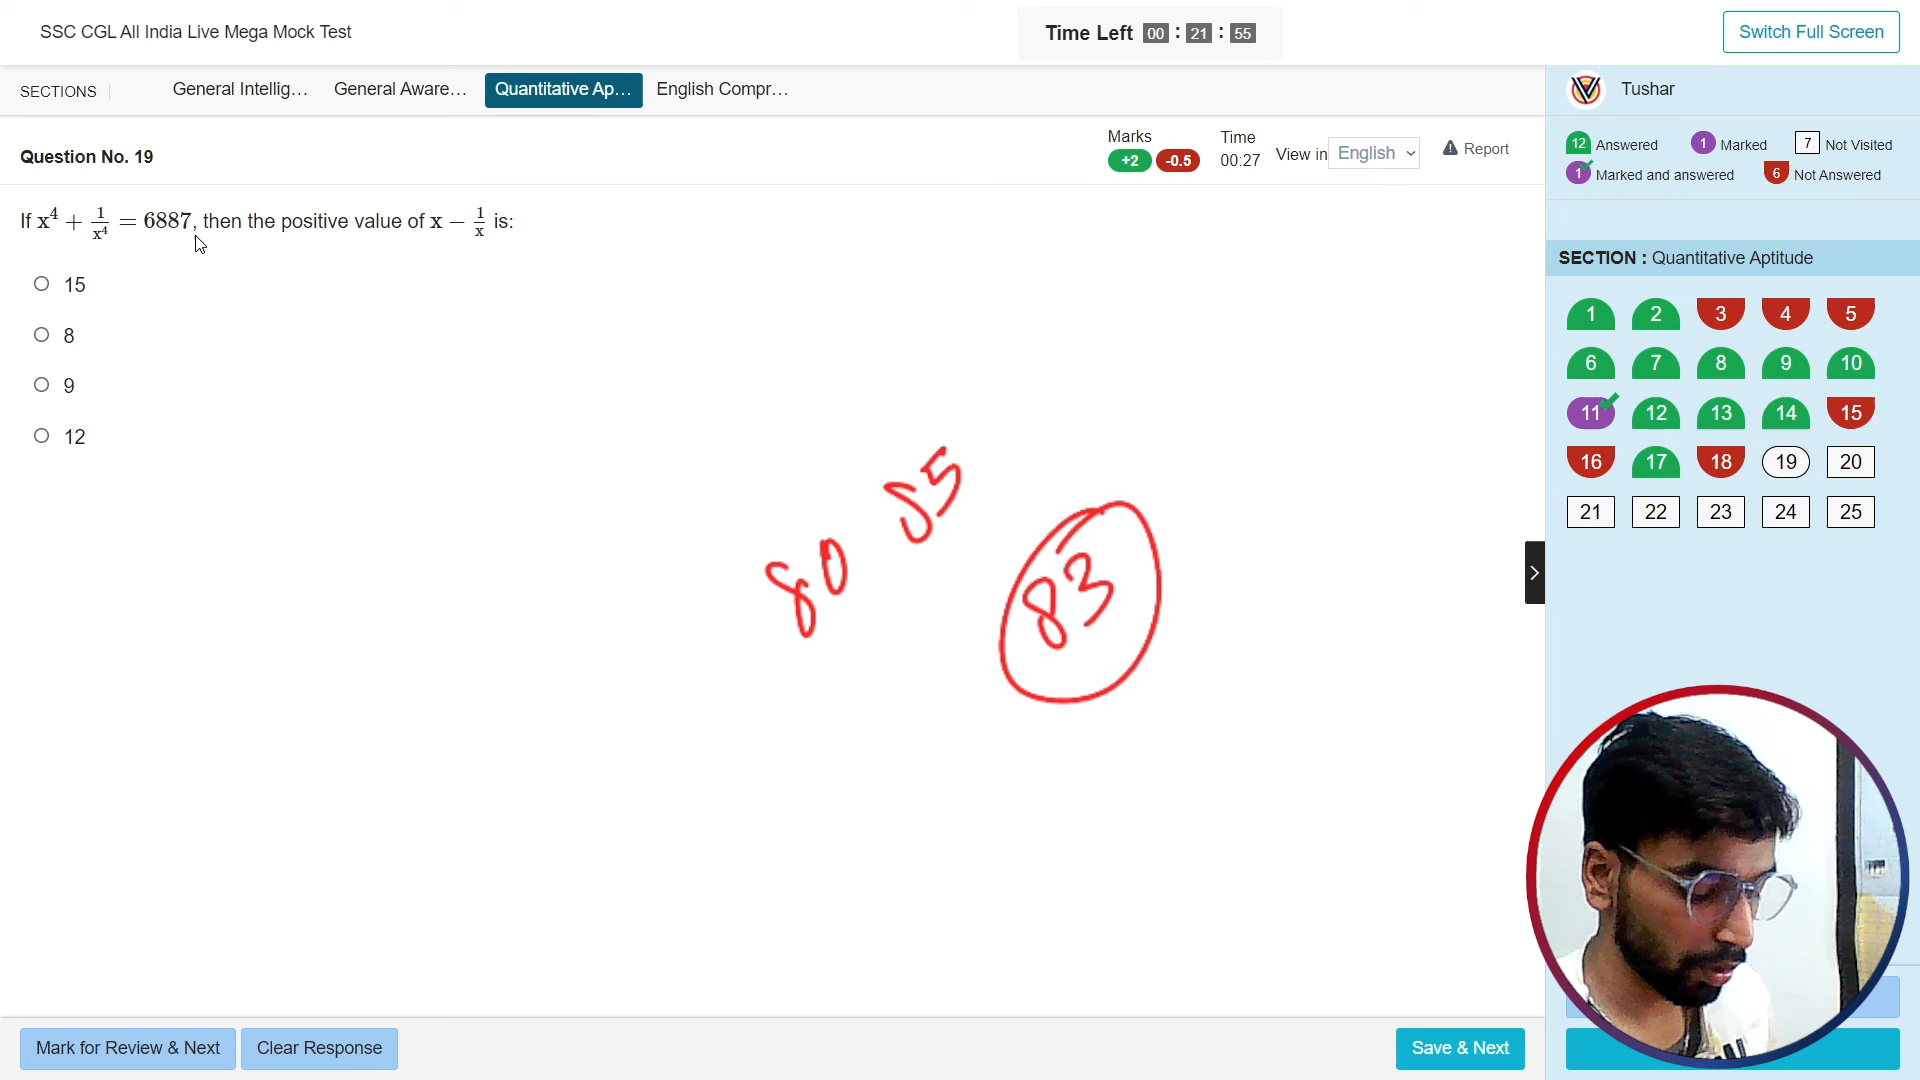 SSC CGL All India Live Mega Mock Test
Time Left 00 : 21 : 55
Switch Full Screen
SECTIONS
General Intellig...
General Aware...
Quantitative Ap...
English Compr...
Tushar
12 Answered
1 Marked
7 Not Visited
1 Marked and answered
6 Not Answered
Question No. 19
Marks
+2 -0.5
Time
00:27
View in English
Report
If x⁴ + 1/x⁴ = 6887, then the positive value of x − 1/x is:
15
8
9
12
80 85
83
SECTION : Quantitative Aptitude
1 2 3 4 5
6 7 8 9 10
11 12 13 14 15
16 17 18 19 20
21 22 23 24 25
Mark for Review & Next
Clear Response
Save & Next